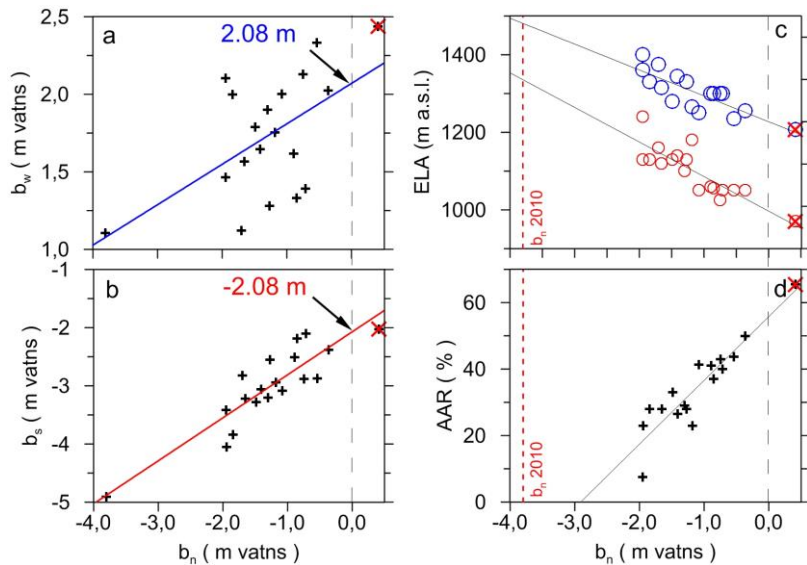 a
2.08 m
2,5
2,0
1,5
1,0
b_w ( m vatns )
b
-2.08 m
-1
-2
-3
-4
-5
b_s ( m vatns )
-4,0
-3,0
-2,0
-1,0
0,0
b_n ( m vatns )
c
1400
1200
1000
ELA (m a.s.l.)
b_n 2010
d
60
40
20
0
AAR ( % )
b_n 2010
-4,0
-3,0
-2,0
-1,0
0,0
b_n ( m vatns )